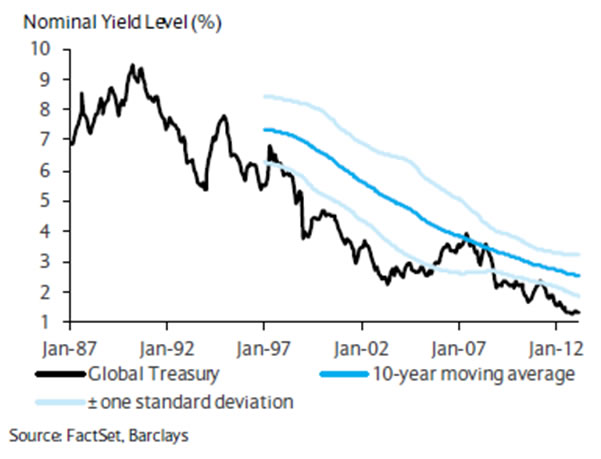 Nominal Yield Level (%)
10
9
8
7
6
5
4
3
2
1
Jan-87 Jan-92 Jan-97 Jan-02 Jan-07 Jan-12
Global Treasury 10-year moving average
± one standard deviation
Source: FactSet, Barclays